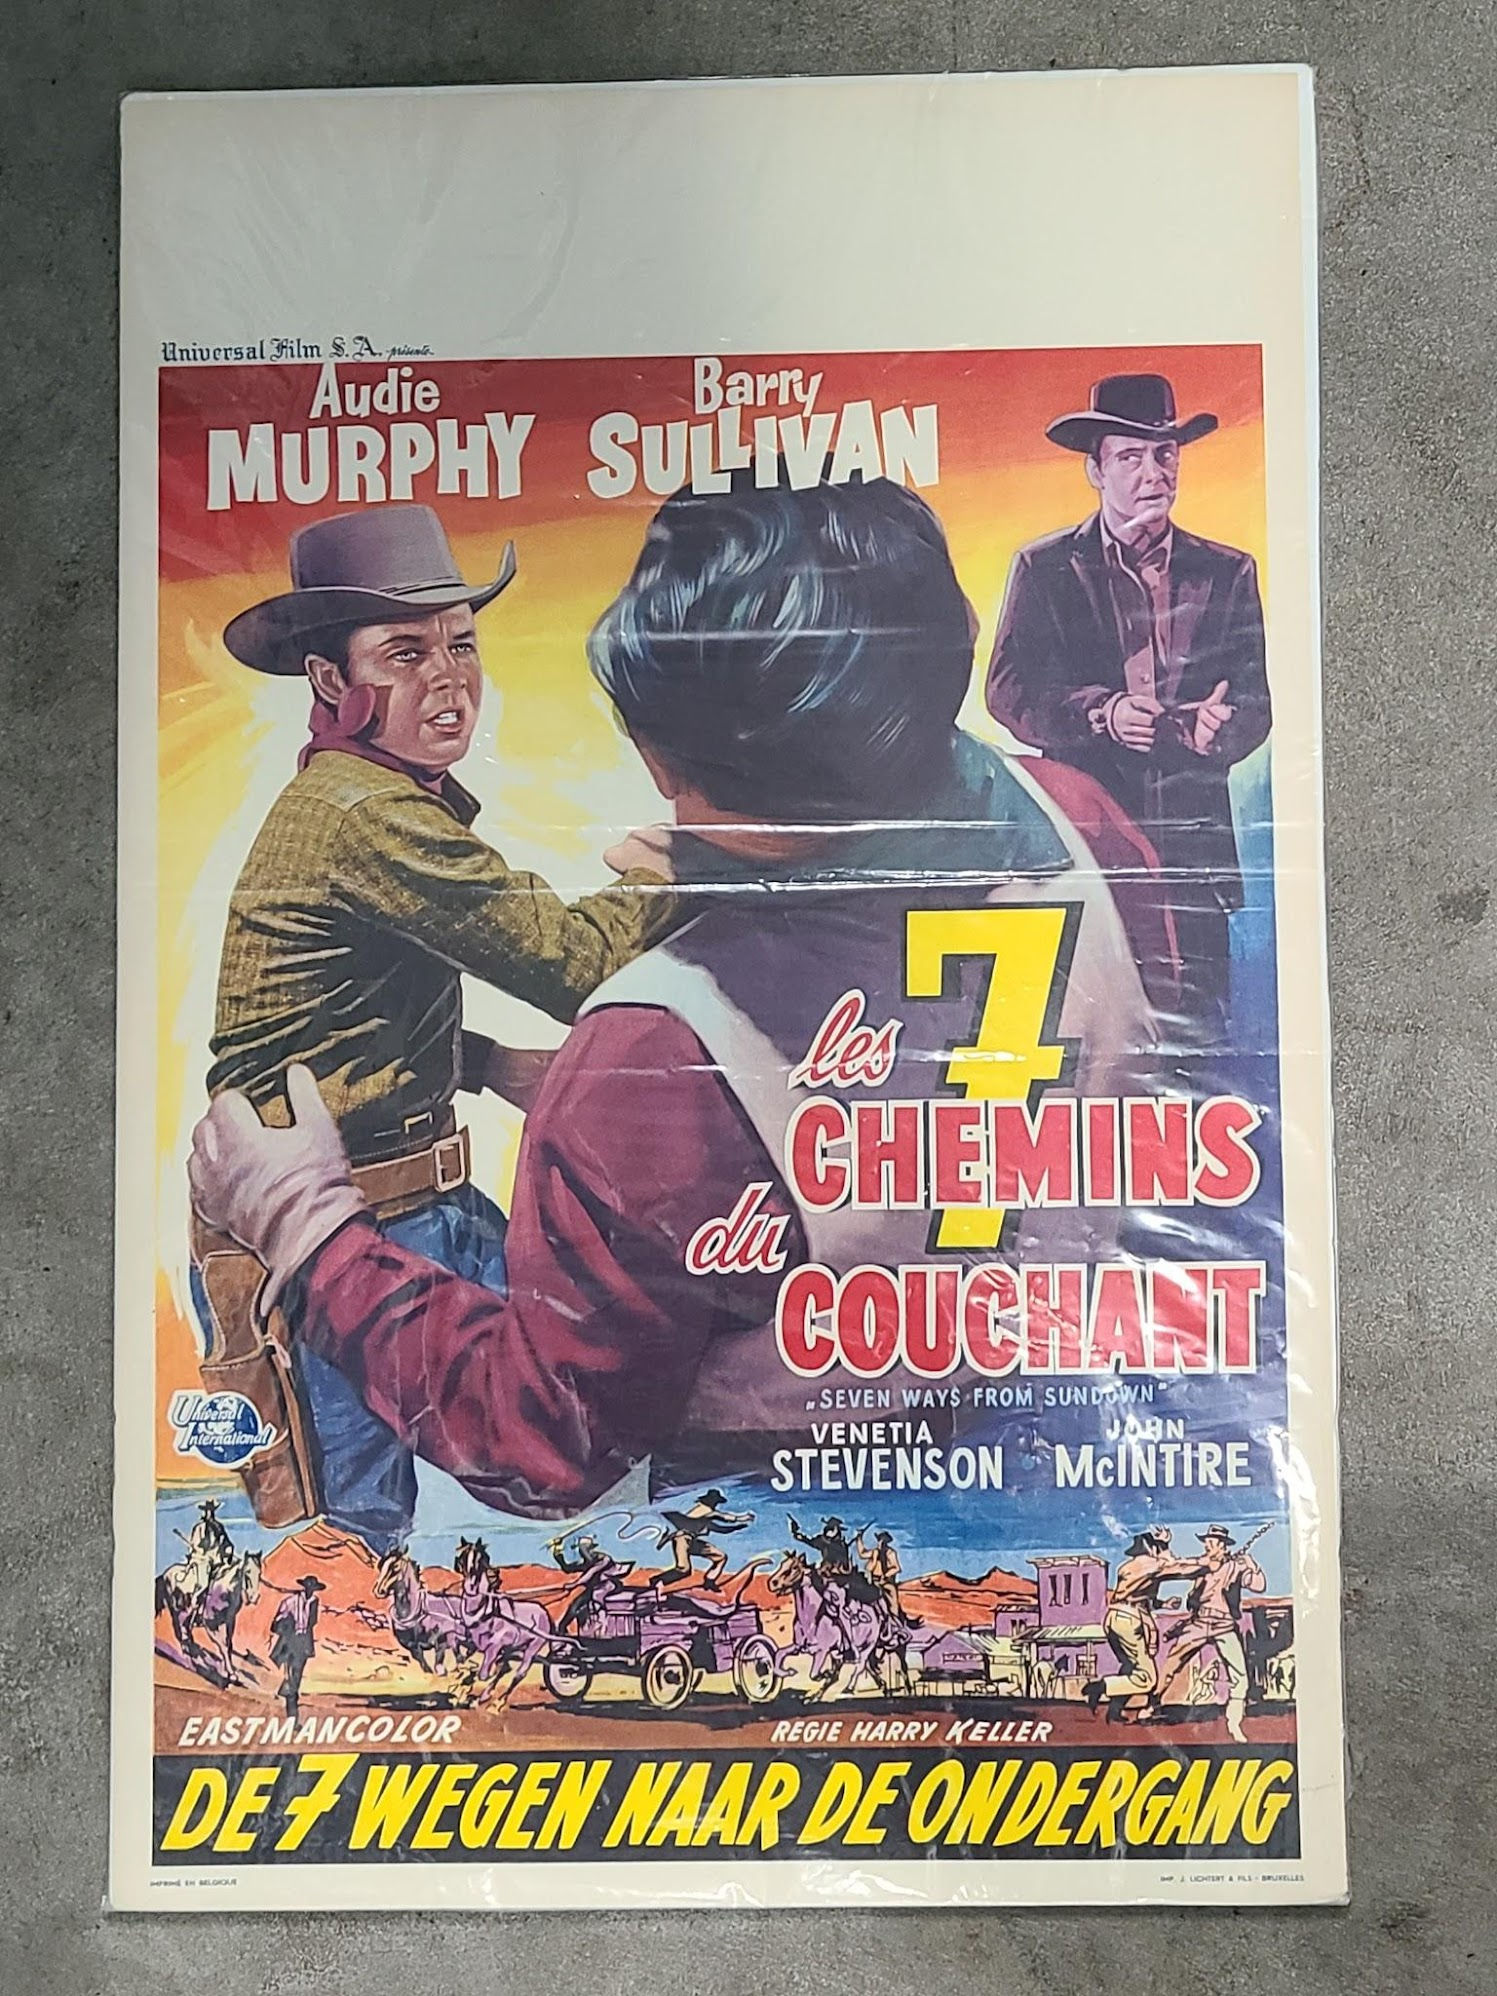 Universal Film S.A. présente
Audie Barry
MURPHY SULLIVAN
les 7
CHEMINS
du
COUCHANT
„SEVEN WAYS FROM SUNDOWN"
VENETIA JOHN
STEVENSON McINTIRE
Universal
International
EASTMANCOLOR REGIE HARRY KELLER
DE 7 WEGEN NAAR DE ONDERGANG
IMPRIMÉ EN BELGIQUE IMP. J. LICHTERT & FILS - BRUXELLES